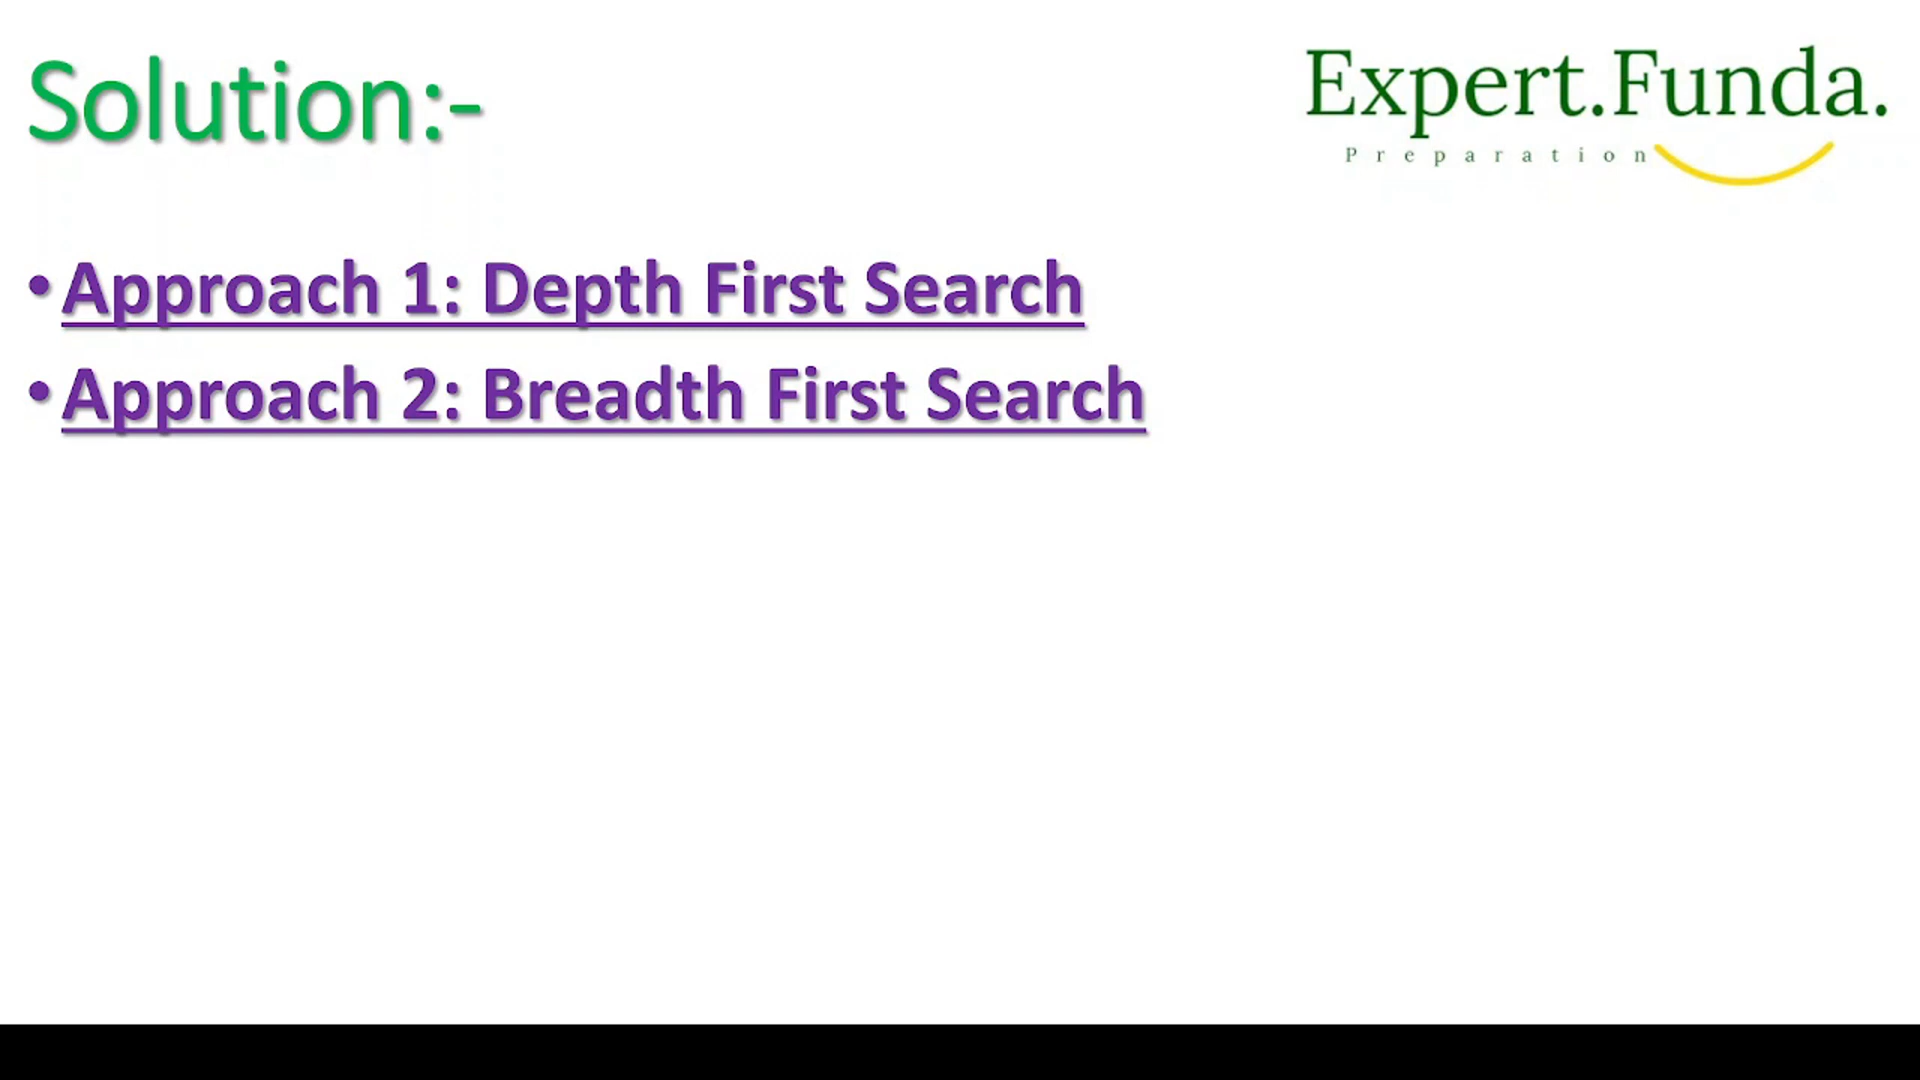 Solution:-
Expert.Funda.
Preparation
• Approach 1: Depth First Search
• Approach 2: Breadth First Search